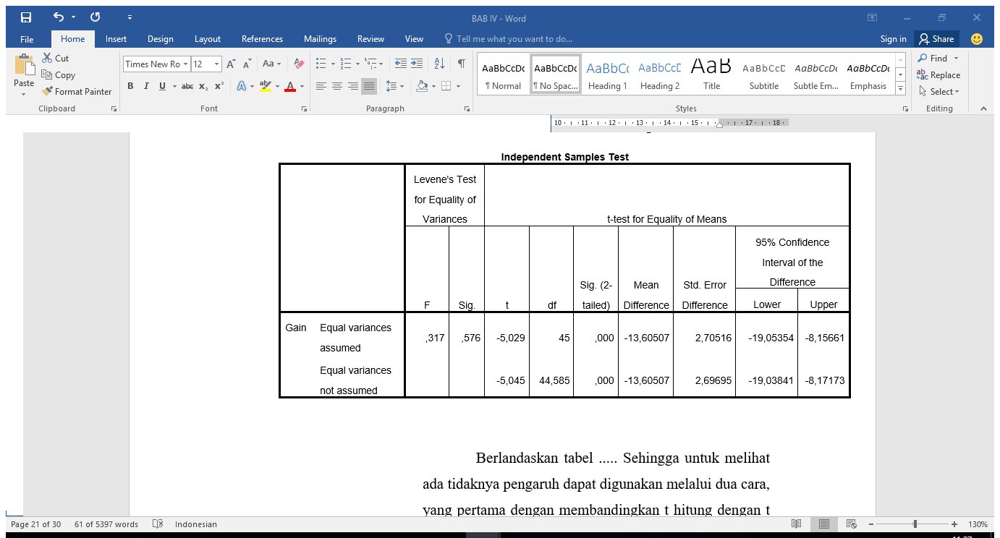 BAB IV - Word
File Home Insert Design Layout References Mailings Review View Tell me what you want to do... Sign in Share
Paste
Cut
Copy
Format Painter
Clipboard
Times New Ro 12
Aa
B I U abc x₂ x² A ab A
Font
Paragraph
AaBbCcDc AaBbCcDc AaBbCc AaBbCcD AaB AaBbCcD AaBbCcDc AaBbCcDc
¶ Normal ¶ No Spac... Heading 1 Heading 2 Title Subtitle Subtle Em... Emphasis
Styles
Find
Replace
Select
Editing
10 11 12 13 14 15 17 18
Independent Samples Test
Levene's Test
for Equality of
Variances
t-test for Equality of Means
F
Sig.
t
df
Sig. (2-
tailed)
Mean
Difference
Std. Error
Difference
95% Confidence
Interval of the
Difference
Lower Upper
Gain Equal variances
assumed
,317 ,576 -5,029 45 ,000 -13,60507 2,70516 -19,05354 -8,15661
Equal variances
not assumed
-5,045 44,585 ,000 -13,60507 2,69695 -19,03841 -8,17173
Berlandaskan tabel ..... Sehingga untuk melihat
ada tidaknya pengaruh dapat digunakan melalui dua cara,
yang pertama dengan membandingkan t hitung dengan t
Page 21 of 30 61 of 5397 words Indonesian 130%